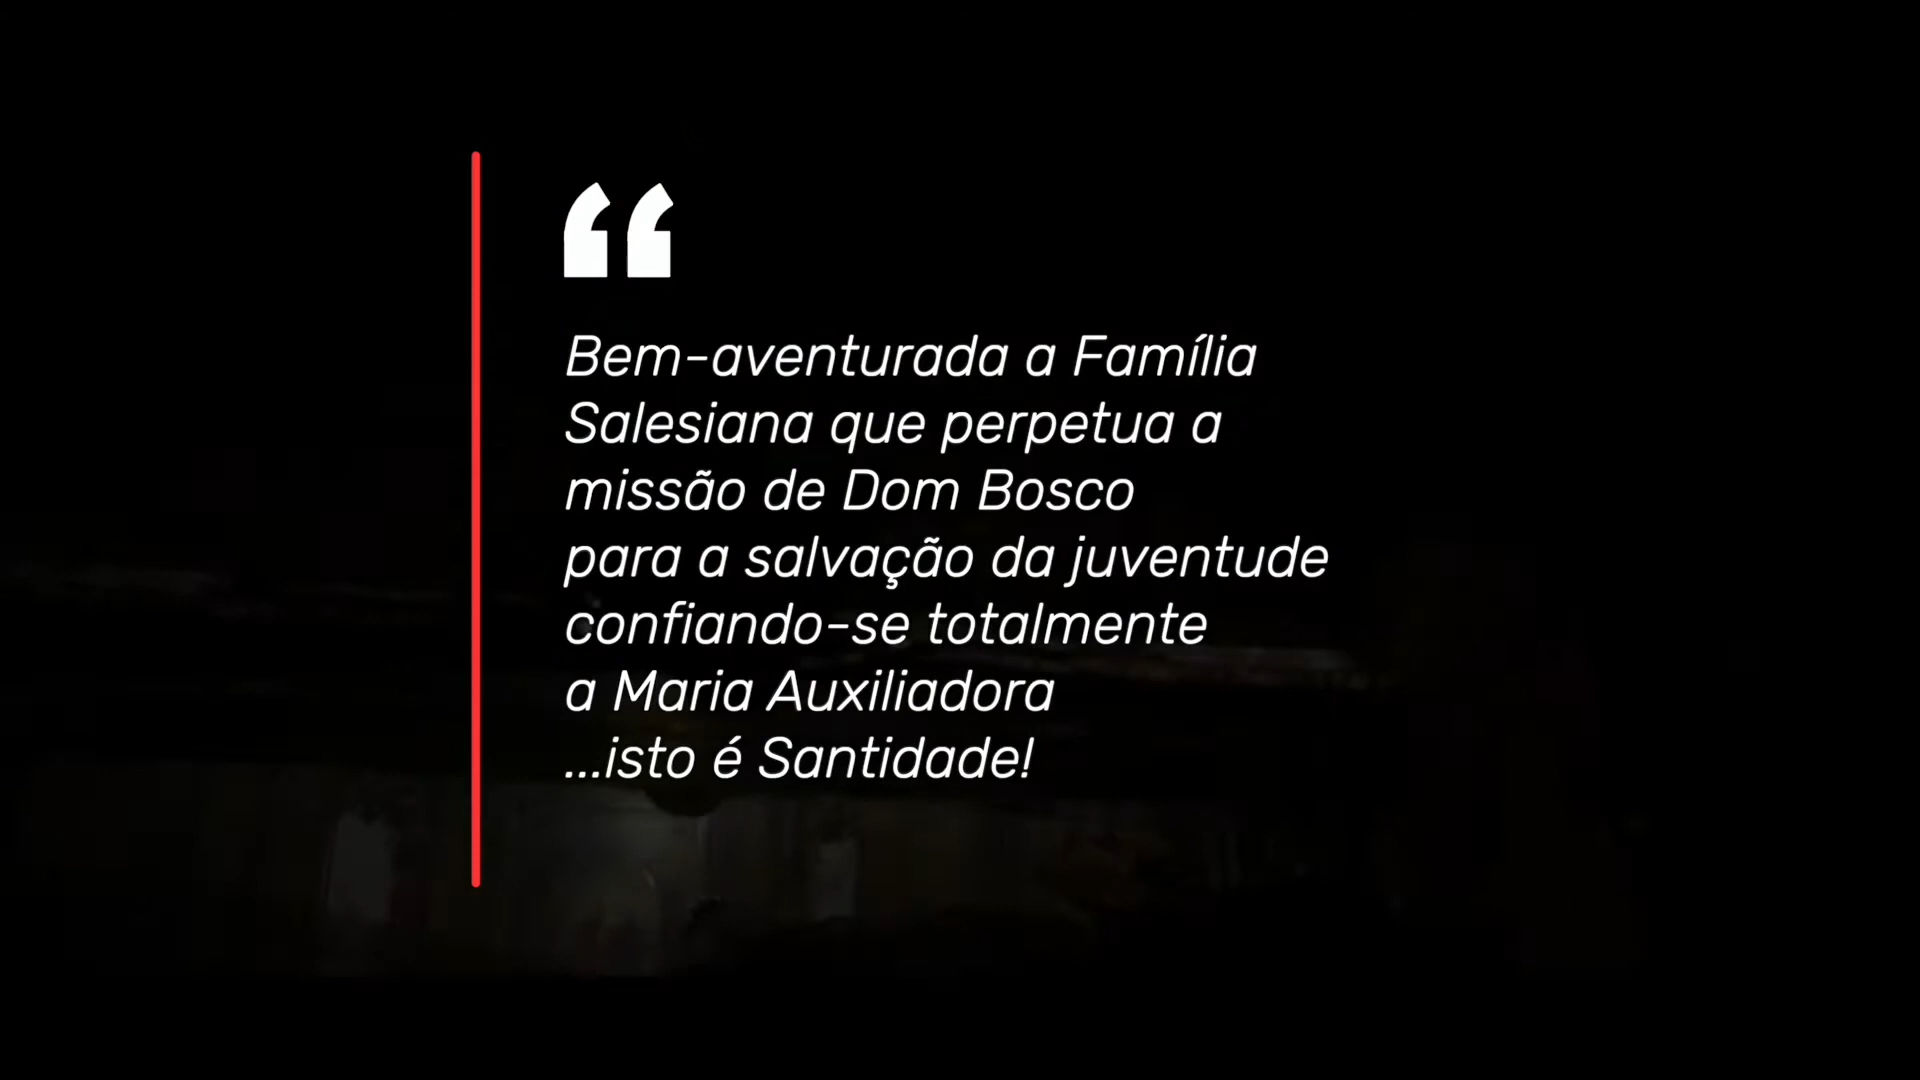 “
Bem-aventurada a Família
Salesiana que perpetua a
missão de Dom Bosco
para a salvação da juventude
confiando-se totalmente
a Maria Auxiliadora
...isto é Santidade!